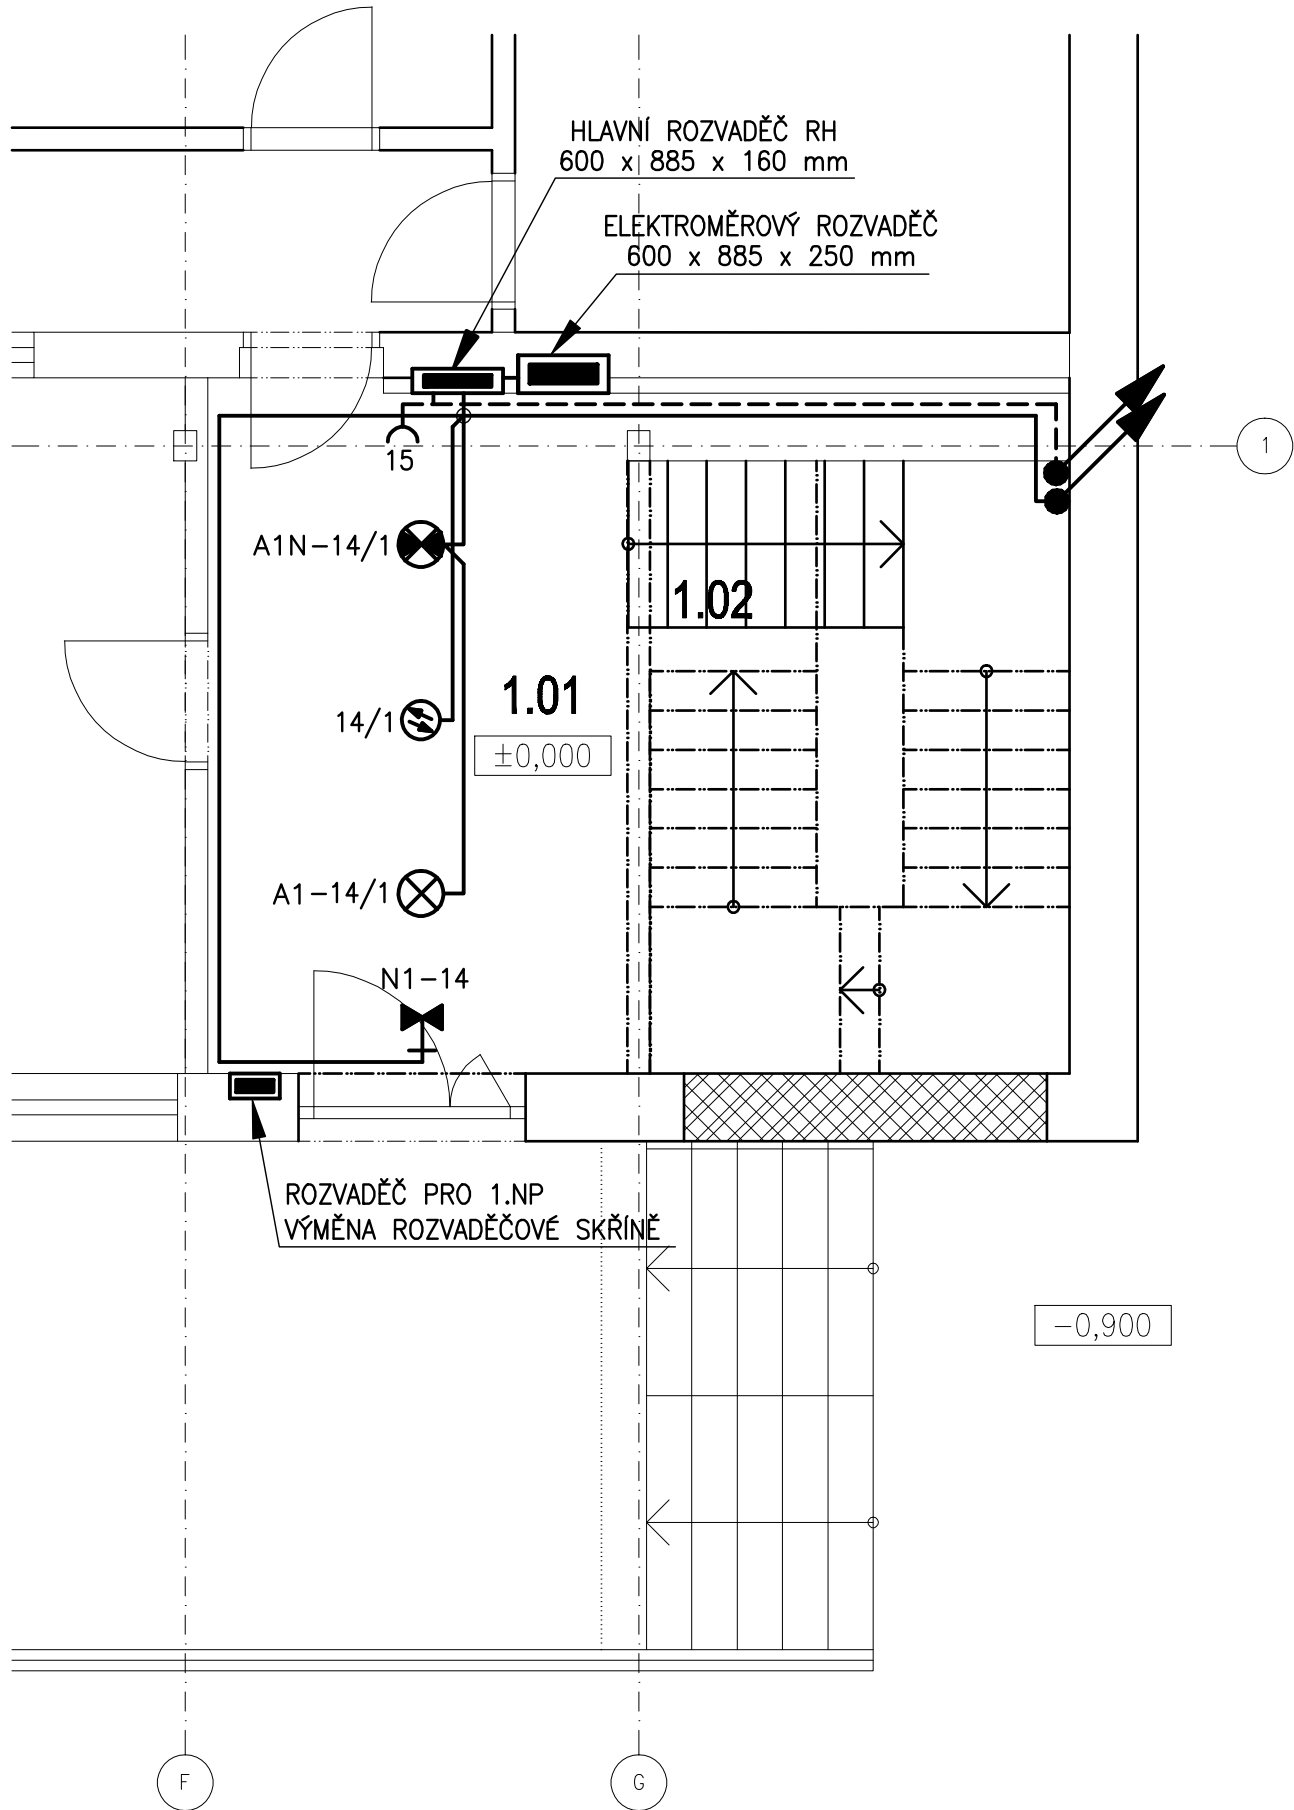 HLAVNÍ ROZVADĚČ RH
600 x 885 x 160 mm
ELEKTROMĚROVÝ ROZVADĚČ
600 x 885 x 250 mm
1
15
A1N-14/1
1.02
1.01
14/1
±0,000
A1-14/1
N1-14
ROZVADĚČ PRO 1.NP
VÝMĚNA ROZVADĚČOVÉ SKŘÍNĚ
-0,900
F
G